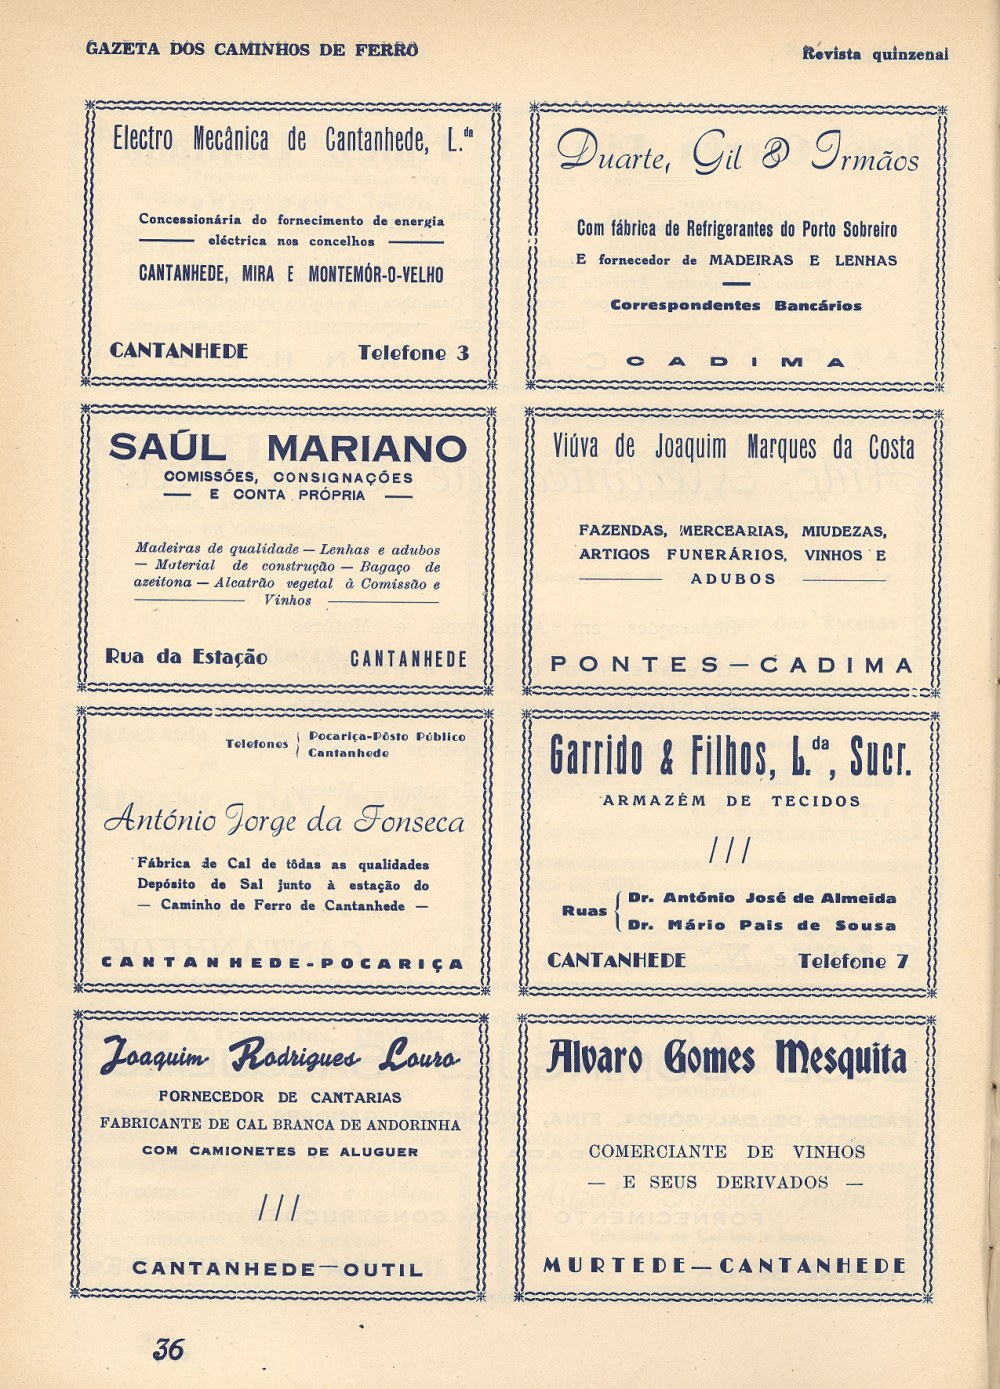 GAZETA DOS CAMINHOS DE FERRO
Revista quinzenal
Electro Mecânica de Cantanhede, L.da
Concessionária do fornecimento de energia
eléctrica nos concelhos
CANTANHEDE, MIRA E MONTEMÓR-O-VELHO
CANTANHEDE Telefone 3
Duarte, Gil & Irmãos
Com fábrica de Refrigerantes do Porto Sobreiro
E fornecedor de MADEIRAS E LENHAS
Correspondentes Bancários
CADIMA
SAÚL MARIANO
COMISSÕES, CONSIGNAÇÕES
— E CONTA PRÓPRIA —
Madeiras de qualidade — Lenhas e adubos
— Material de construção — Bagaço de
azeitona — Alcatrão vegetal à Comissão e
Vinhos
Rua da Estação CANTANHEDE
Viúva de Joaquim Marques da Costa
FAZENDAS, MERCEARIAS, MIUDEZAS,
ARTIGOS FUNERÁRIOS, VINHOS E
ADUBOS
PONTES — CADIMA
Telefones { Pocariça-Pôsto Público
Cantanhede
António Jorge da Fonseca
Fábrica de Cal de tôdas as qualidades
Depósito de Sal junto à estação do
— Caminho de Ferro de Cantanhede —
CANTANHEDE-POCARIÇA
Garrido & Filhos, L.da, Sucr.
ARMAZÉM DE TECIDOS
///
Ruas { Dr. António José de Almeida
Dr. Mário Pais de Sousa
CANTANHEDE Telefone 7
Joaquim Rodrigues Louro
FORNECEDOR DE CANTARIAS
FABRICANTE DE CAL BRANCA DE ANDORINHA
COM CAMIONETES DE ALUGUER
///
CANTANHEDE — OUTIL
Alvaro Gomes Mesquita
COMERCIANTE DE VINHOS
— E SEUS DERIVADOS —
MURTEDE — CANTANHEDE
36